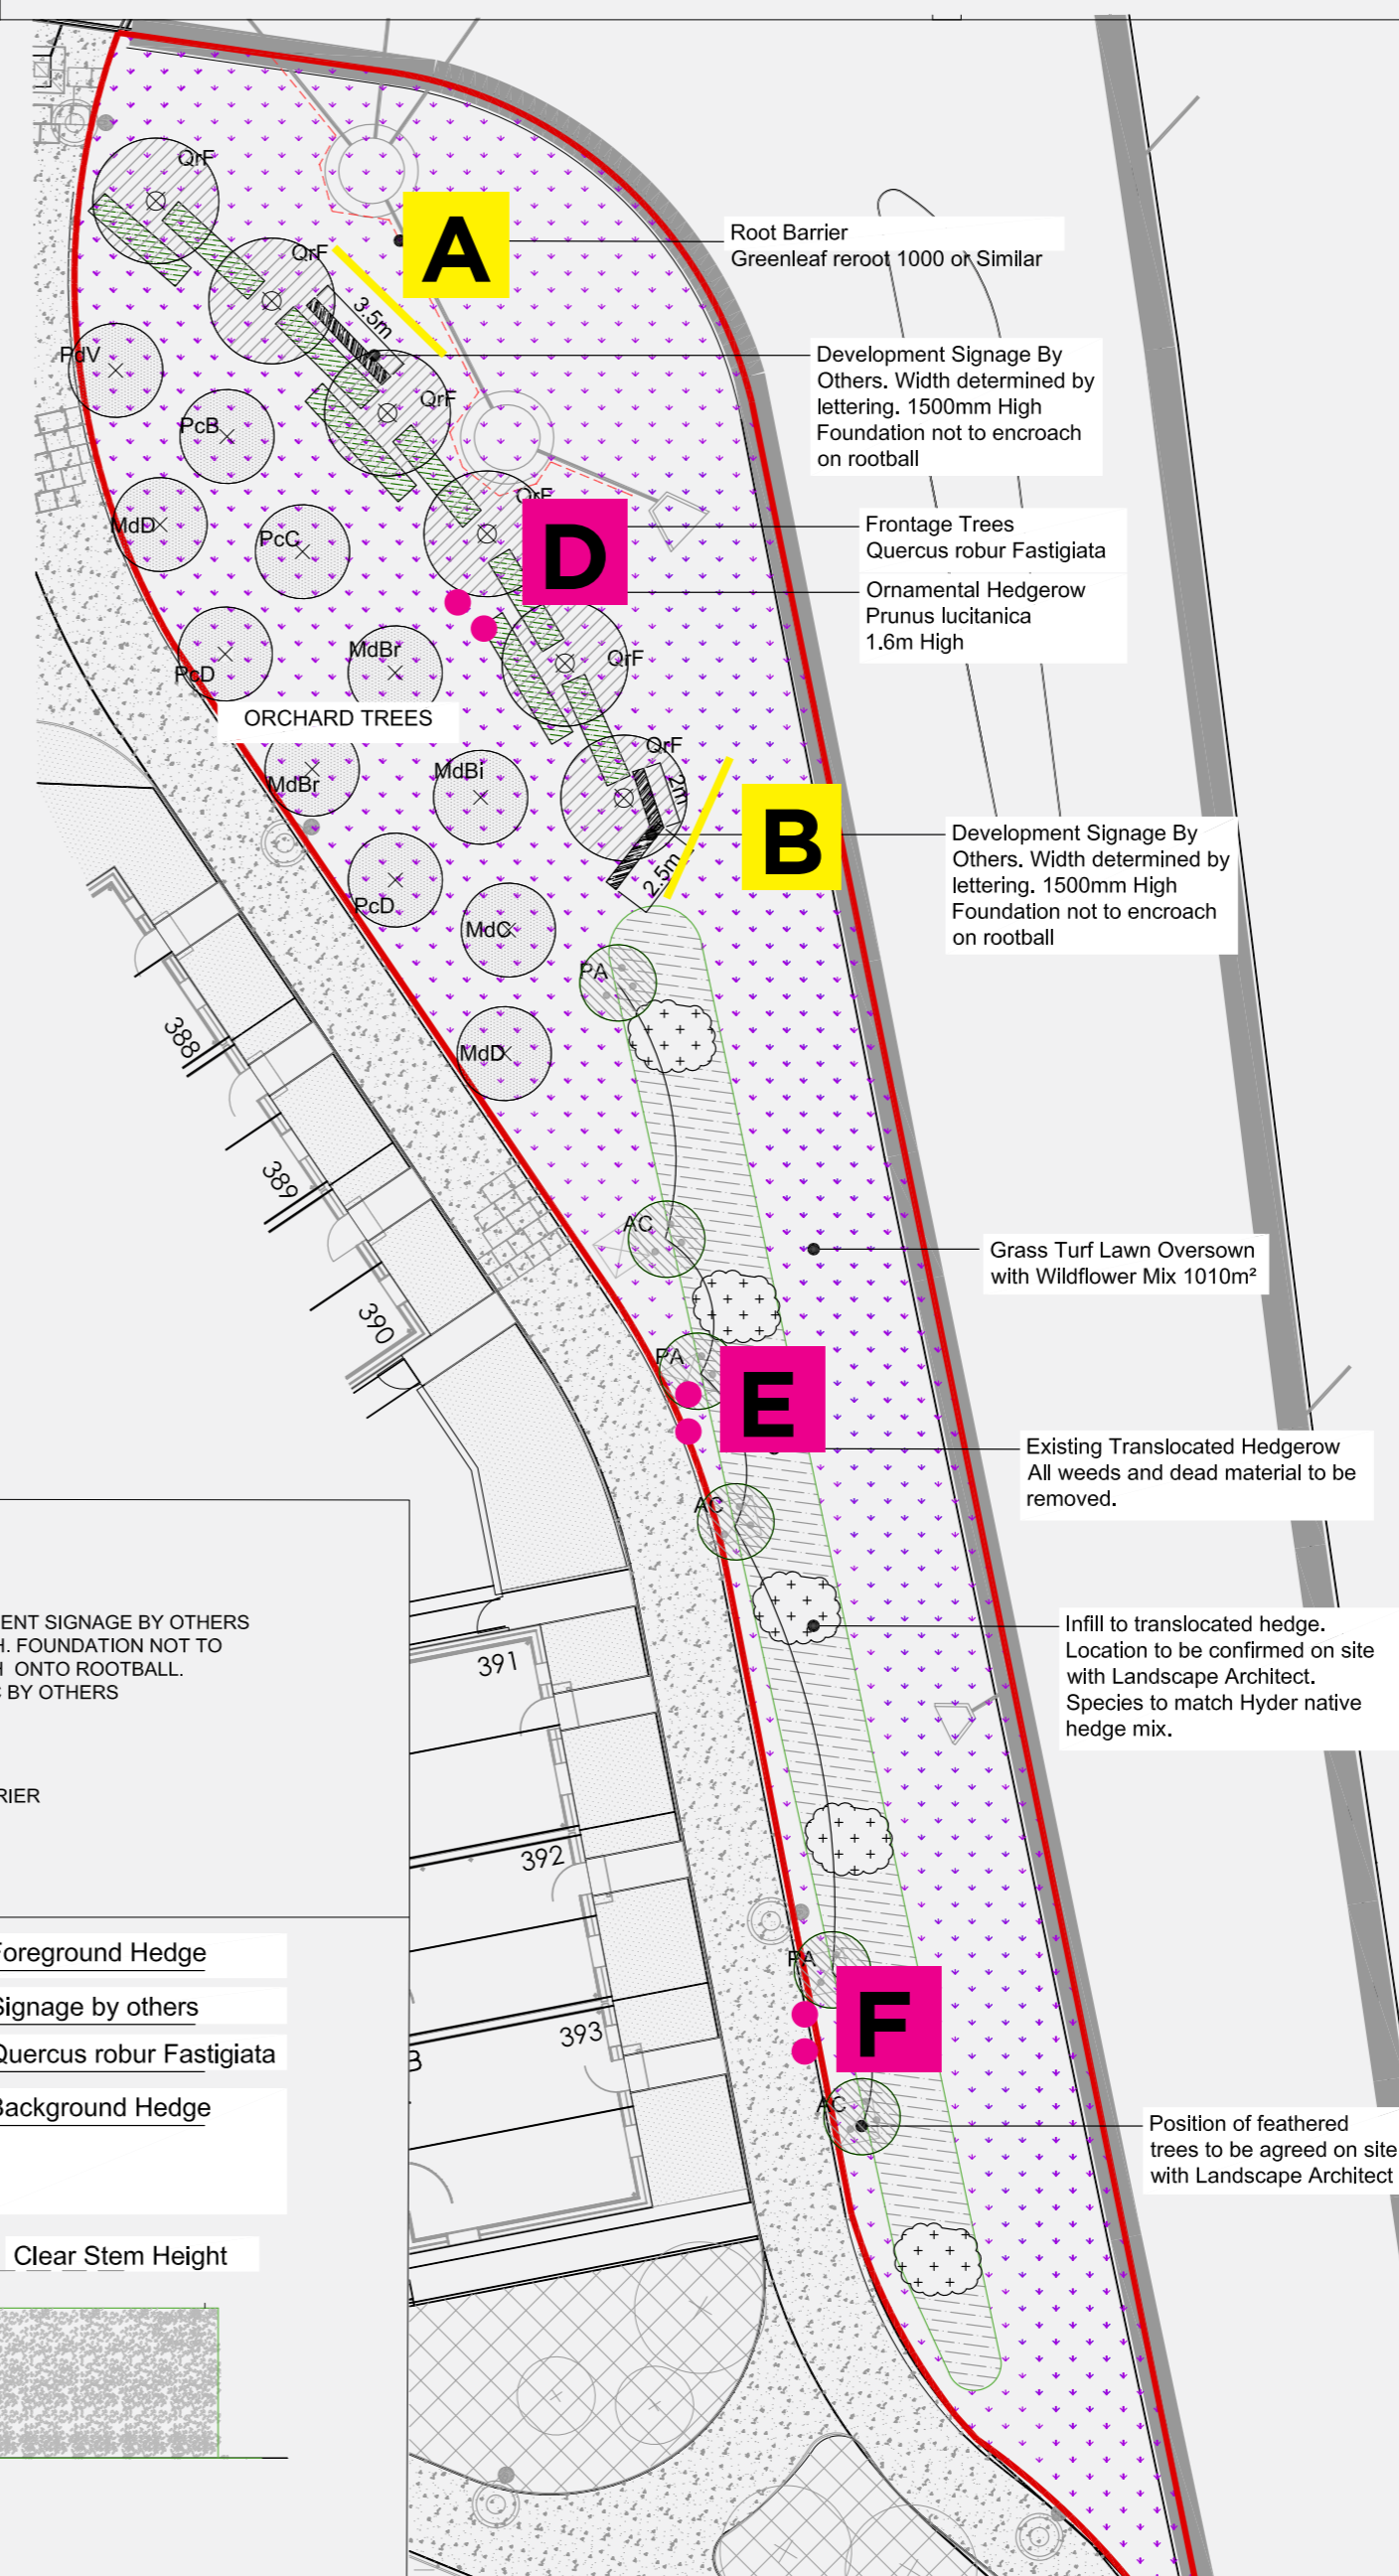 QrF
A
Root Barrier
Greenleaf reroot 1000 or Similar
QrF
3.5m
PdV
Development Signage By
Others. Width determined by
lettering. 1500mm High
Foundation not to encroach
on rootball
QrF
PcB
QrF
MdD
PcC
D
Frontage Trees
Quercus robur Fastigiata
Ornamental Hedgerow
Prunus lucitanica
1.6m High
MdBr
QrF
PcD
ORCHARD TREES
QrF
MdBr
MdBi
2m
B
Development Signage By
Others. Width determined by
lettering. 1500mm High
Foundation not to encroach
on rootball
2.5m
PcD
MdC
PA
388
MdD
389
AC
Grass Turf Lawn Oversown
with Wildflower Mix 1010m²
390
PA
E
Existing Translocated Hedgerow
All weeds and dead material to be
removed.
AC
ENT SIGNAGE BY OTHERS
H. FOUNDATION NOT TO
H ONTO ROOTBALL.
C BY OTHERS
391
Infill to translocated hedge.
Location to be confirmed on site
with Landscape Architect.
Species to match Hyder native
hedge mix.
RIER
392
Foreground Hedge
PA
Signage by others
F
393
Quercus robur Fastigiata
Background Hedge
AC
Position of feathered
trees to be agreed on site
with Landscape Architect
Clear Stem Height